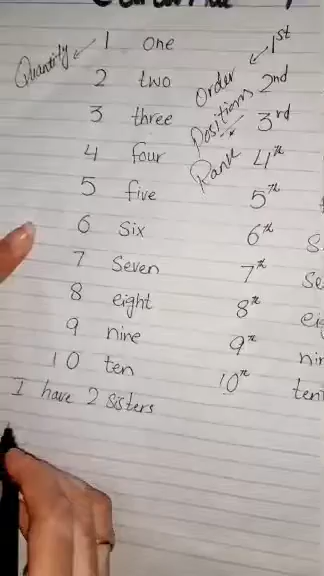 Quantity 1 one 1st
2 two Order 2nd
3 three Positions 3rd
4 four Rank 4th
5 five 5th
6 six 6th
7 Seven 7th
8 eight 8th
9 nine 9th
10 ten 10th
I have 2 sisters